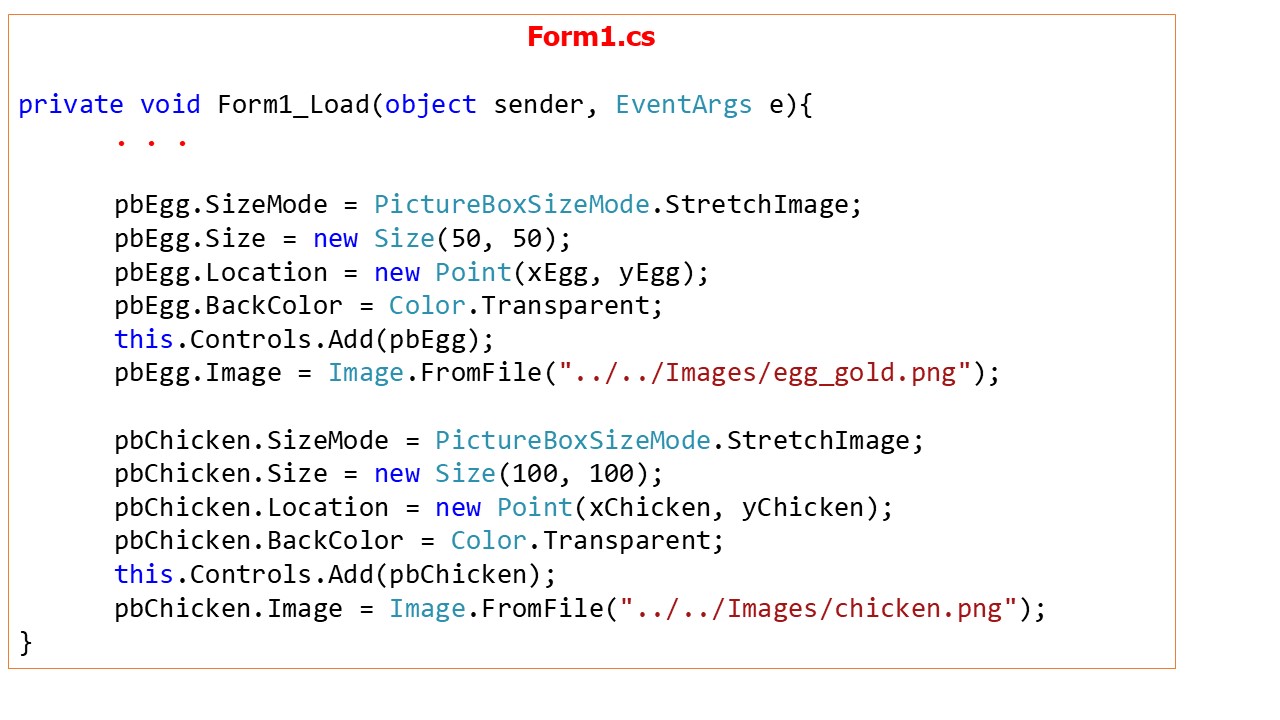 Form1.cs
private void Form1_Load(object sender, EventArgs e){
. . .
pbEgg.SizeMode = PictureBoxSizeMode.StretchImage;
pbEgg.Size = new Size(50, 50);
pbEgg.Location = new Point(xEgg, yEgg);
pbEgg.BackColor = Color.Transparent;
this.Controls.Add(pbEgg);
pbEgg.Image = Image.FromFile("../../Images/egg_gold.png");
pbChicken.SizeMode = PictureBoxSizeMode.StretchImage;
pbChicken.Size = new Size(100, 100);
pbChicken.Location = new Point(xChicken, yChicken);
pbChicken.BackColor = Color.Transparent;
this.Controls.Add(pbChicken);
pbChicken.Image = Image.FromFile("../../Images/chicken.png");
}